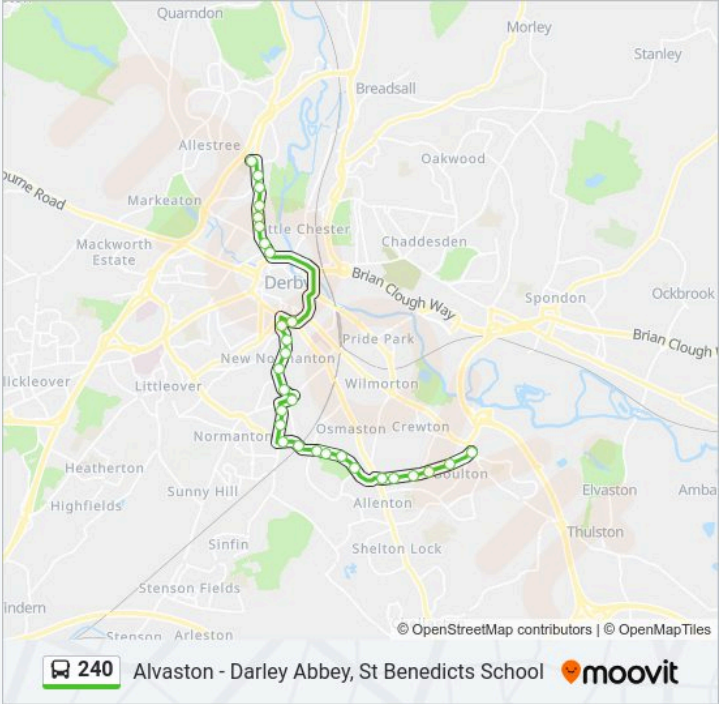 Quarndon
Morley
Stanley
Breadsall
Allestree
Oakwood
ourne Road
Markeaton
ttle Chester
Chaddesden
Mackworth
Estate
Derby
Brian Clough Way
Spondon
Ockbrook
Brian Clough
Pride Park
New Normanton
lickleover
Littleover
Wilmorton
Normanton
Osmaston
Crewton
Heatherton
Boulton
Sunny Hill
Elvaston
Amba
Highfields
Allenton
Thulston
Sinfin
Shelton Lock
Stenson Fields
indern
Stenson
Arleston
© OpenStreetMap contributors | © OpenMapTiles
240 Alvaston - Darley Abbey, St Benedicts School moovit